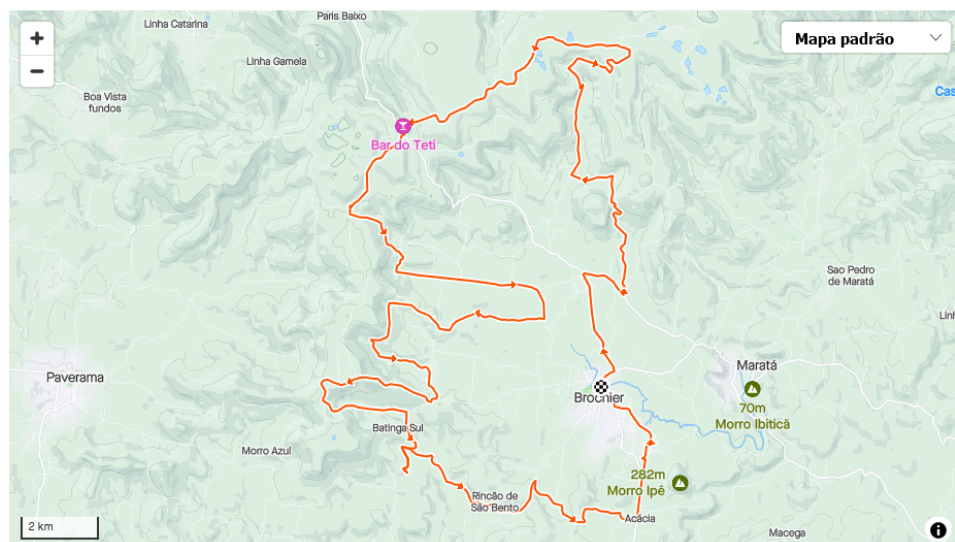 Paris Baixo
Linha Catarina
+
Mapa padrão
Linha Gamela
−
Boa Vista
fundos
Cas
Bar do Teti
Sao Pedro
de Maratá
Linh
Maratá
Paverama
Brochier
70m
Morro Ibiticã
Batinga Sul
Morro Azul
282m
Morro Ipê
Rincão de
São Bento
Acácia
2 km
Macega
i